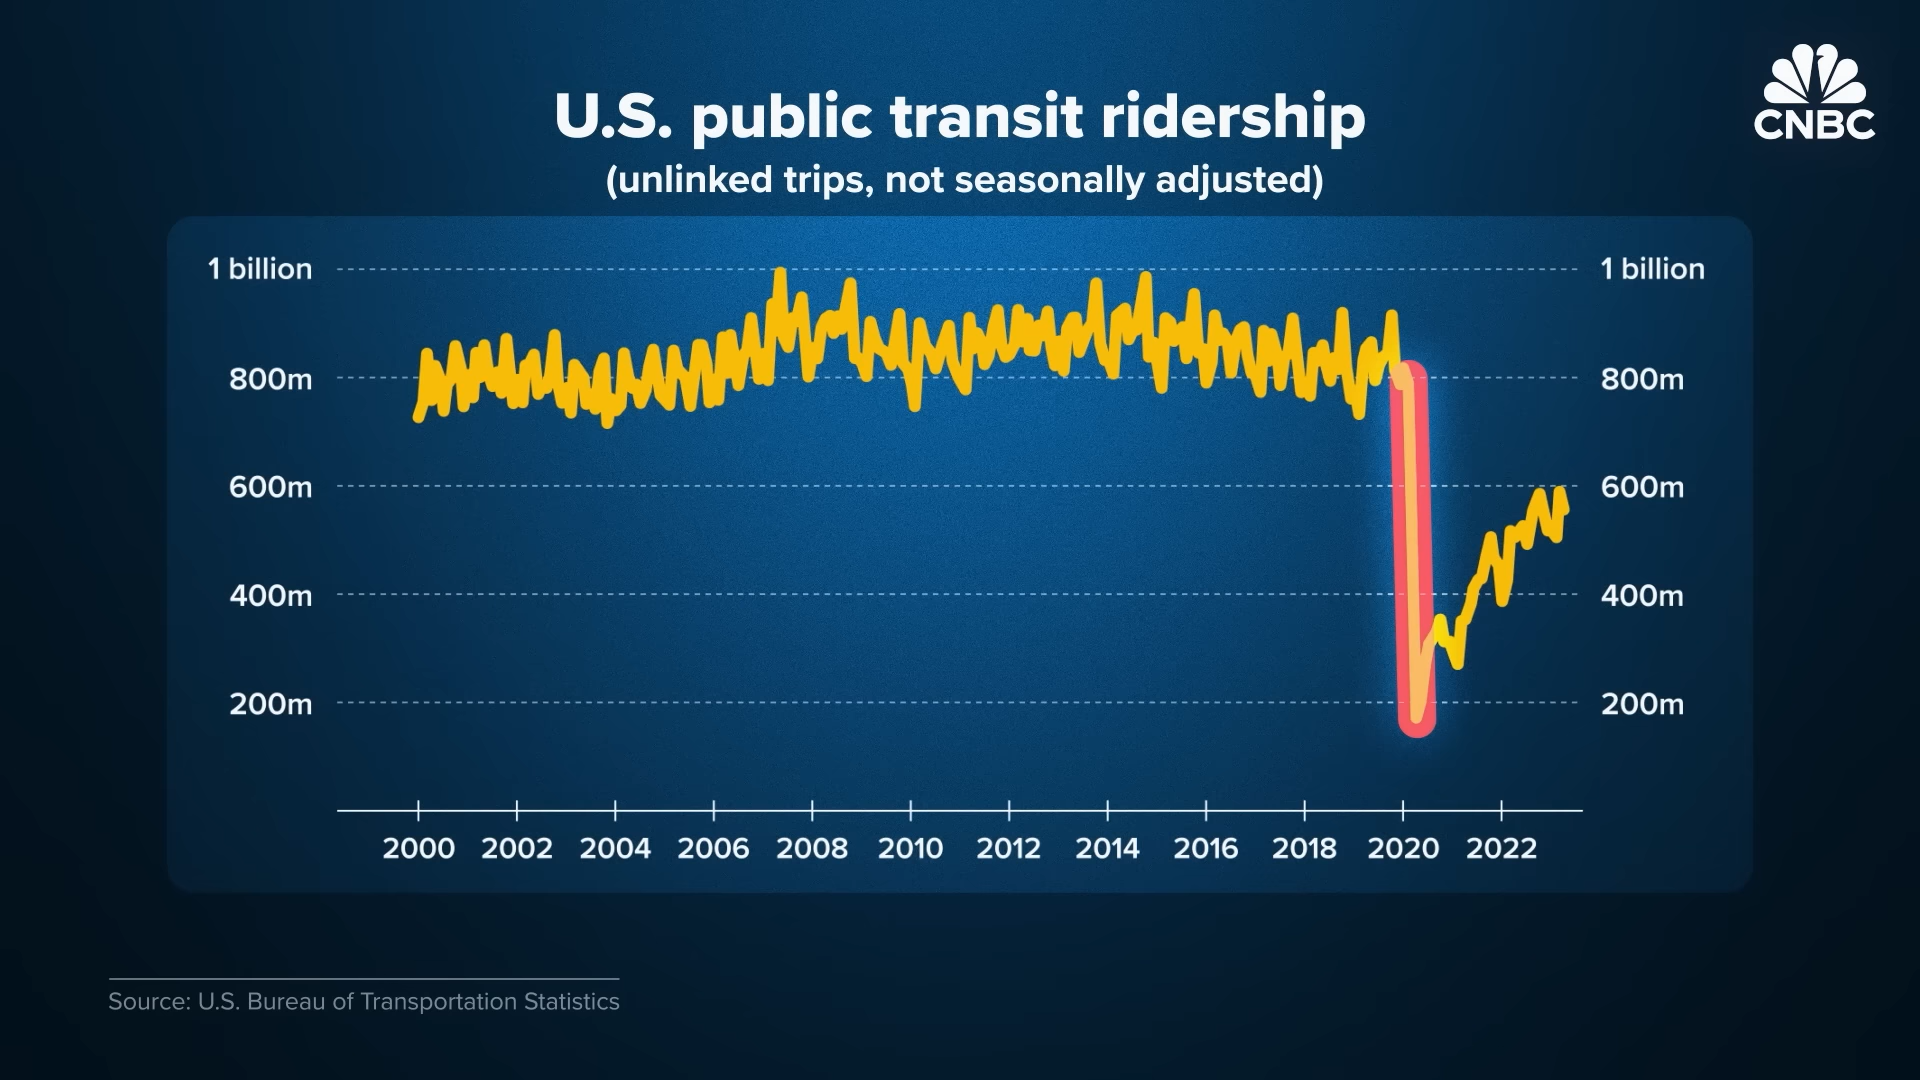 CNBC
U.S. public transit ridership
(unlinked trips, not seasonally adjusted)
1 billion 1 billion
800m 800m
600m 600m
400m 400m
200m 200m
2000 2002 2004 2006 2008 2010 2012 2014 2016 2018 2020 2022
Source: U.S. Bureau of Transportation Statistics